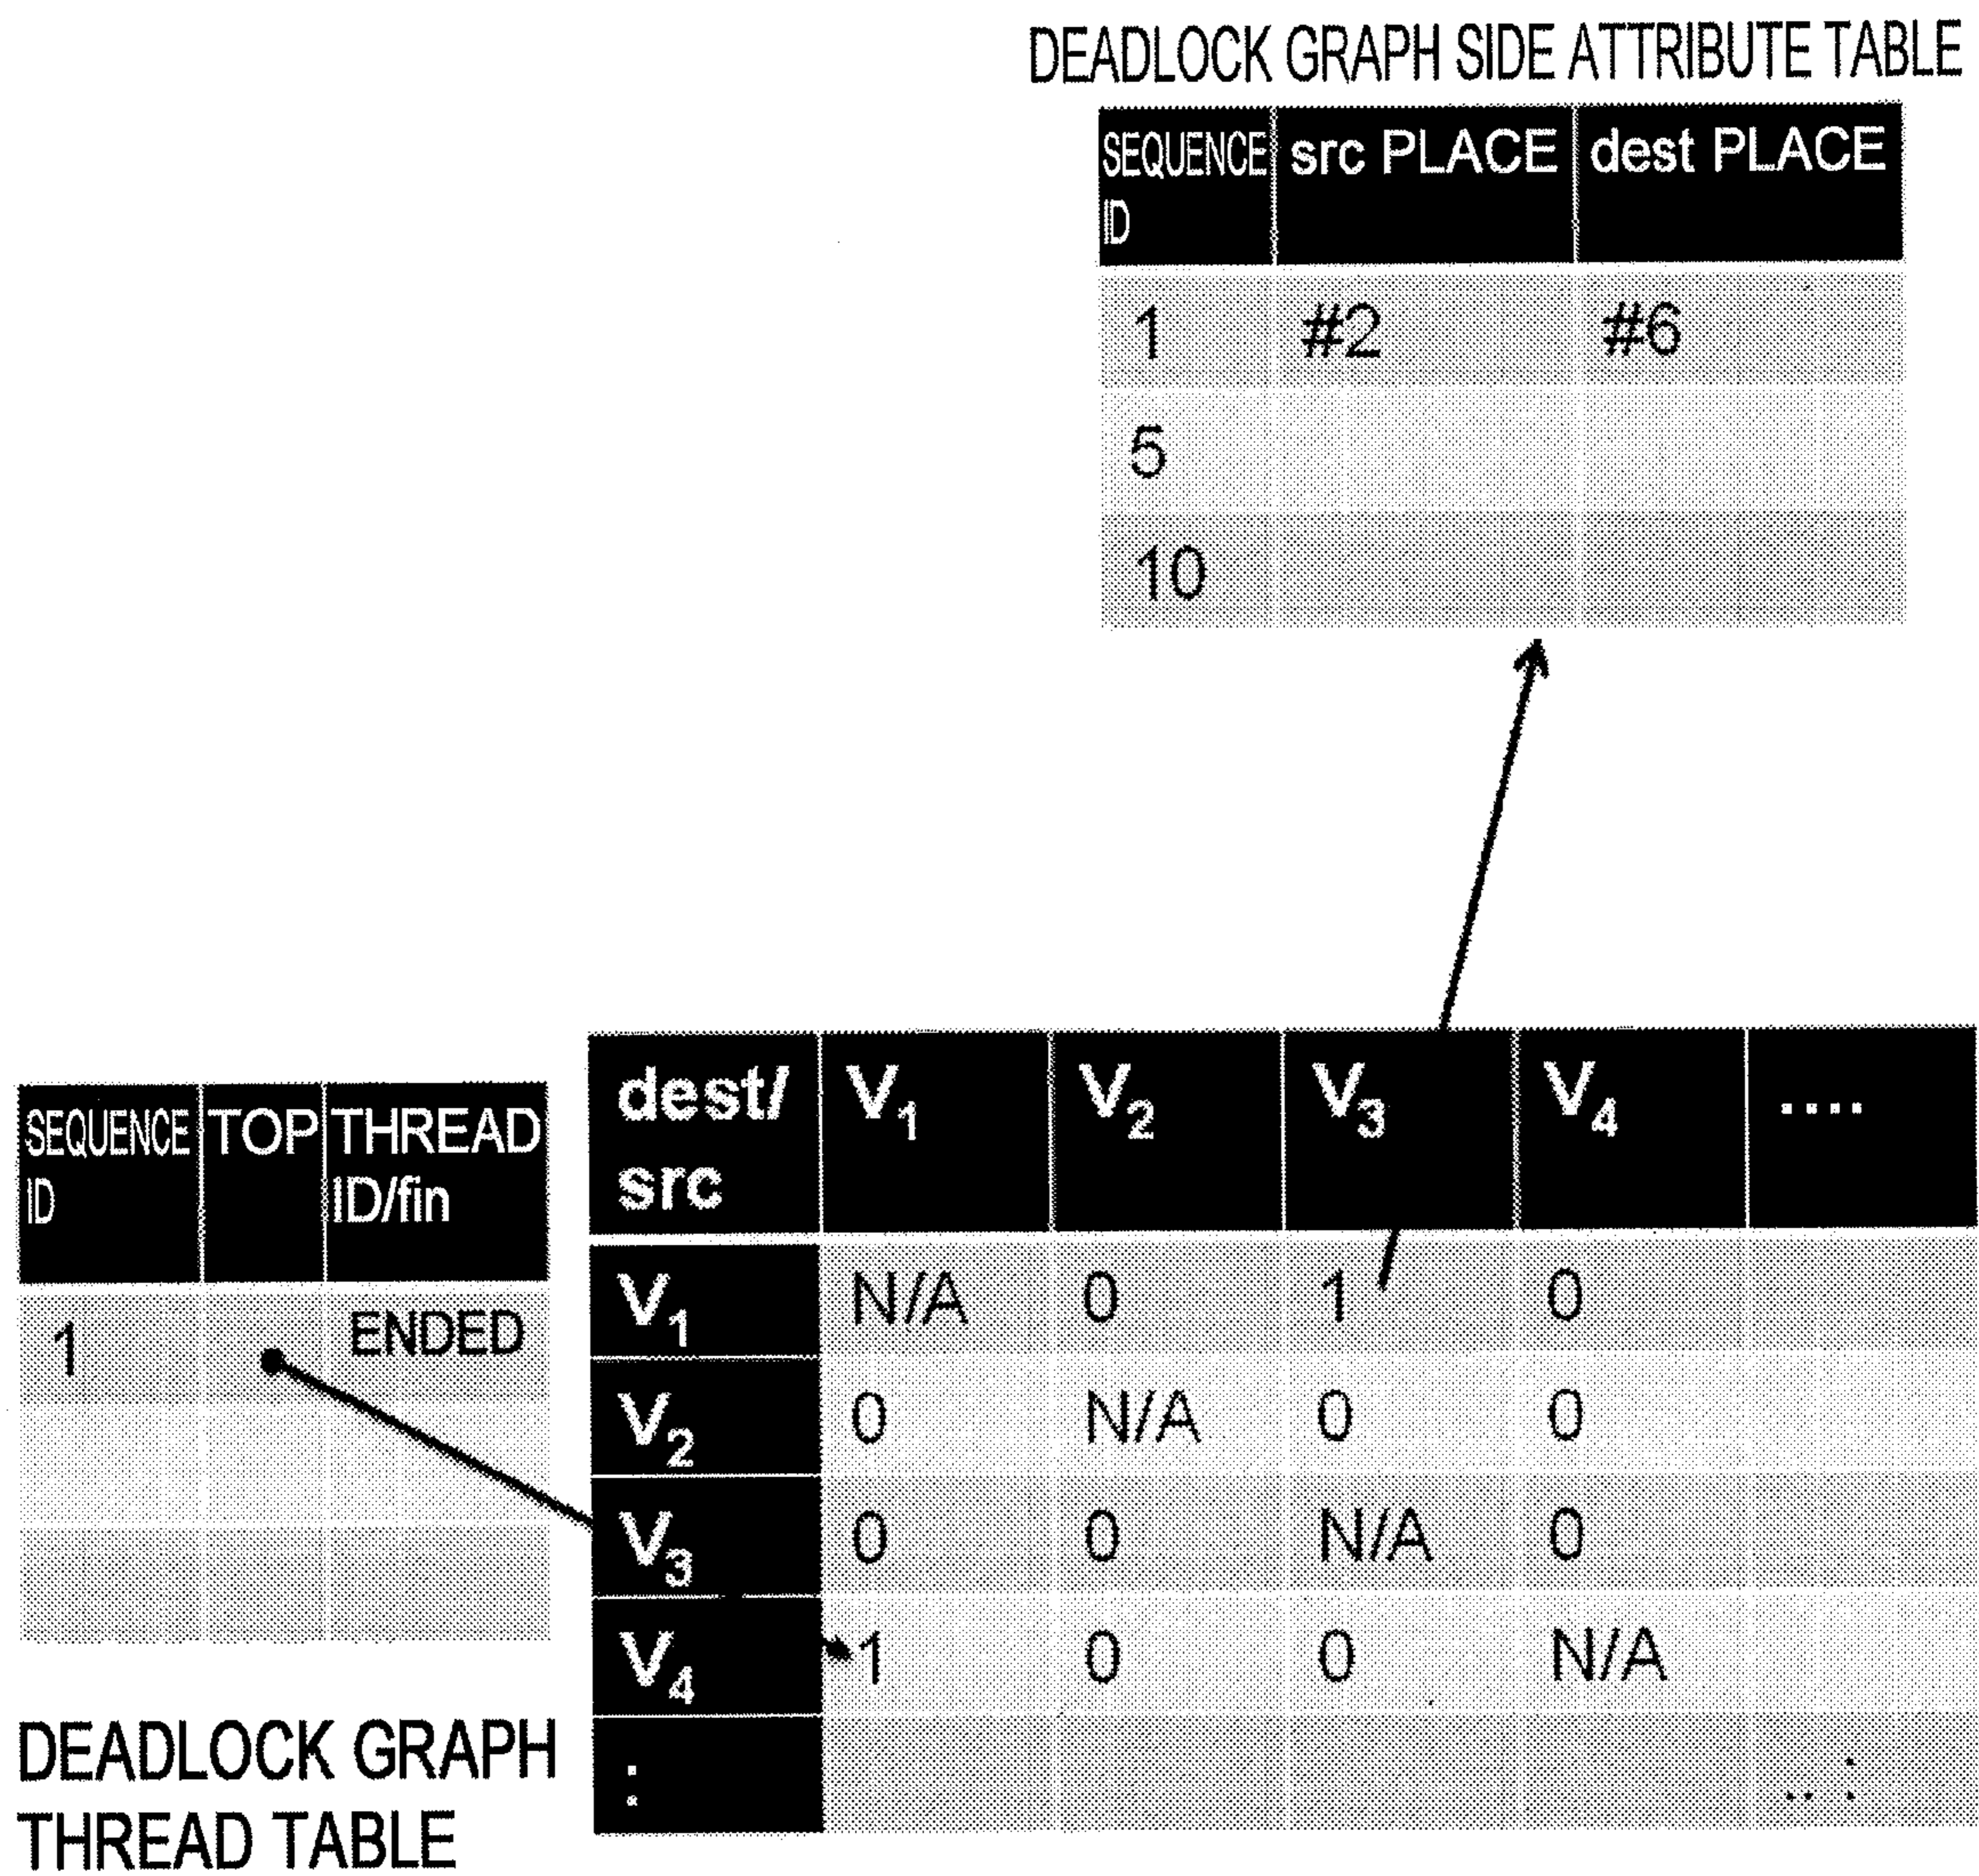 DEADLOCK GRAPH SIDE ATTRIBUTE TABLE
SEQUENCE ID src PLACE dest PLACE
1 #2 #6
5
10
SEQUENCE ID TOP THREAD ID/fin
1 ENDED
DEADLOCK GRAPH
THREAD TABLE
dest/ src V1 V2 V3 V4 ....
V1 N/A 0 1 0
V2 0 N/A 0 0
V3 0 0 N/A 0
V4 1 0 0 N/A
: ...: